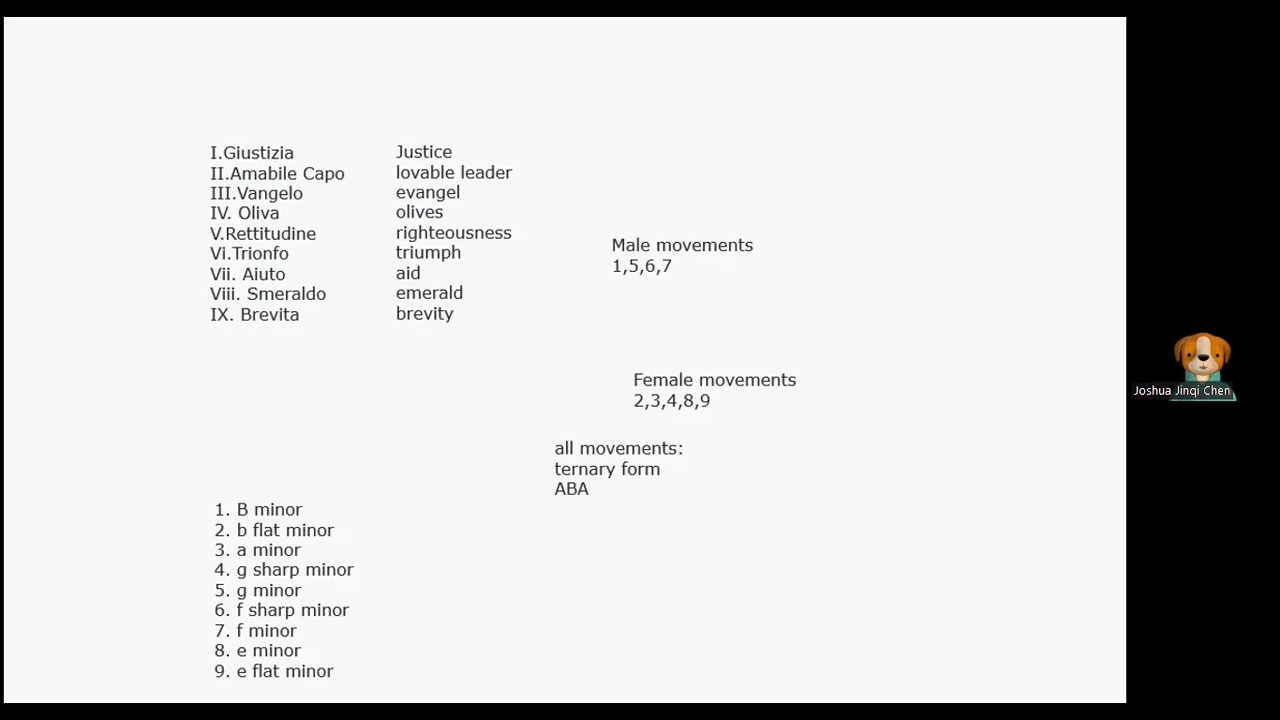 I.Giustizia
II.Amabile Capo
III.Vangelo
IV. Oliva
V.Rettitudine
Vi.Trionfo
Vii. Aiuto
Viii. Smeraldo
IX. Brevita
Justice
lovable leader
evangel
olives
righteousness
triumph
aid
emerald
brevity
Male movements
1,5,6,7
Female movements
2,3,4,8,9
all movements:
ternary form
ABA
1. B minor
2. b flat minor
3. a minor
4. g sharp minor
5. g minor
6. f sharp minor
7. f minor
8. e minor
9. e flat minor
Joshua Jinqi Chen